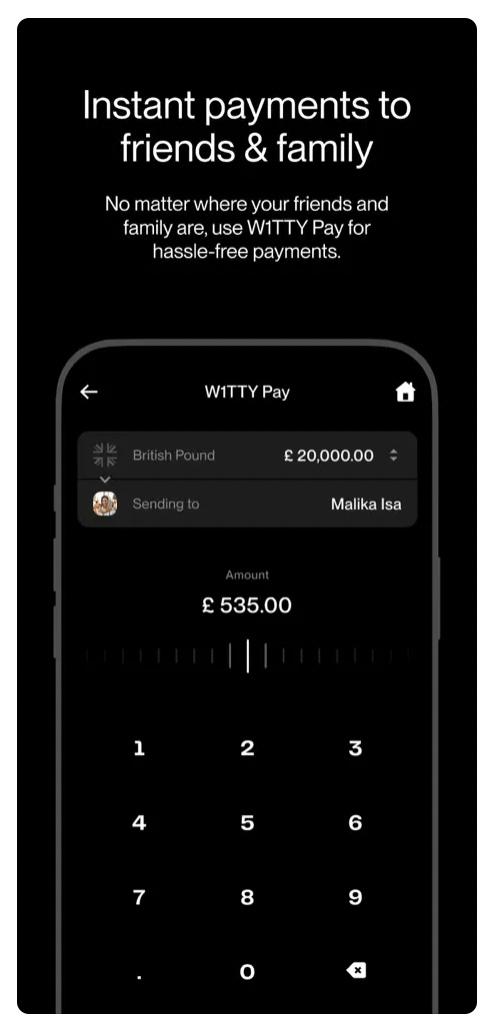 Instant payments to
friends & family
No matter where your friends and
family are, use W1TTY Pay for
hassle-free payments.
W1TTY Pay
British Pound £ 20,000.00
Sending to Malika Isa
Amount
£ 535.00
1 2 3
4 5 6
7 8 9
. 0